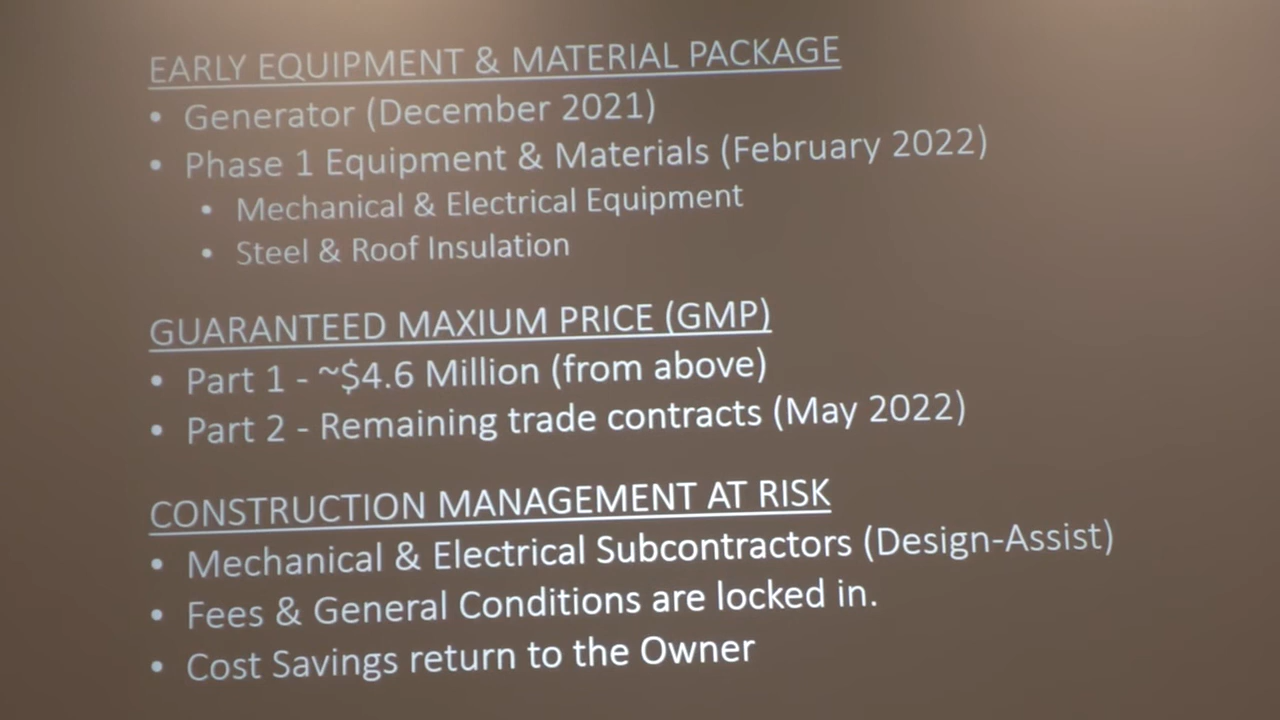 EARLY EQUIPMENT & MATERIAL PACKAGE
• Generator (December 2021)
• Phase 1 Equipment & Materials (February 2022)
• Mechanical & Electrical Equipment
• Steel & Roof Insulation
GUARANTEED MAXIUM PRICE (GMP)
• Part 1 - ~$4.6 Million (from above)
• Part 2 - Remaining trade contracts (May 2022)
CONSTRUCTION MANAGEMENT AT RISK
• Mechanical & Electrical Subcontractors (Design-Assist)
• Fees & General Conditions are locked in.
• Cost Savings return to the Owner